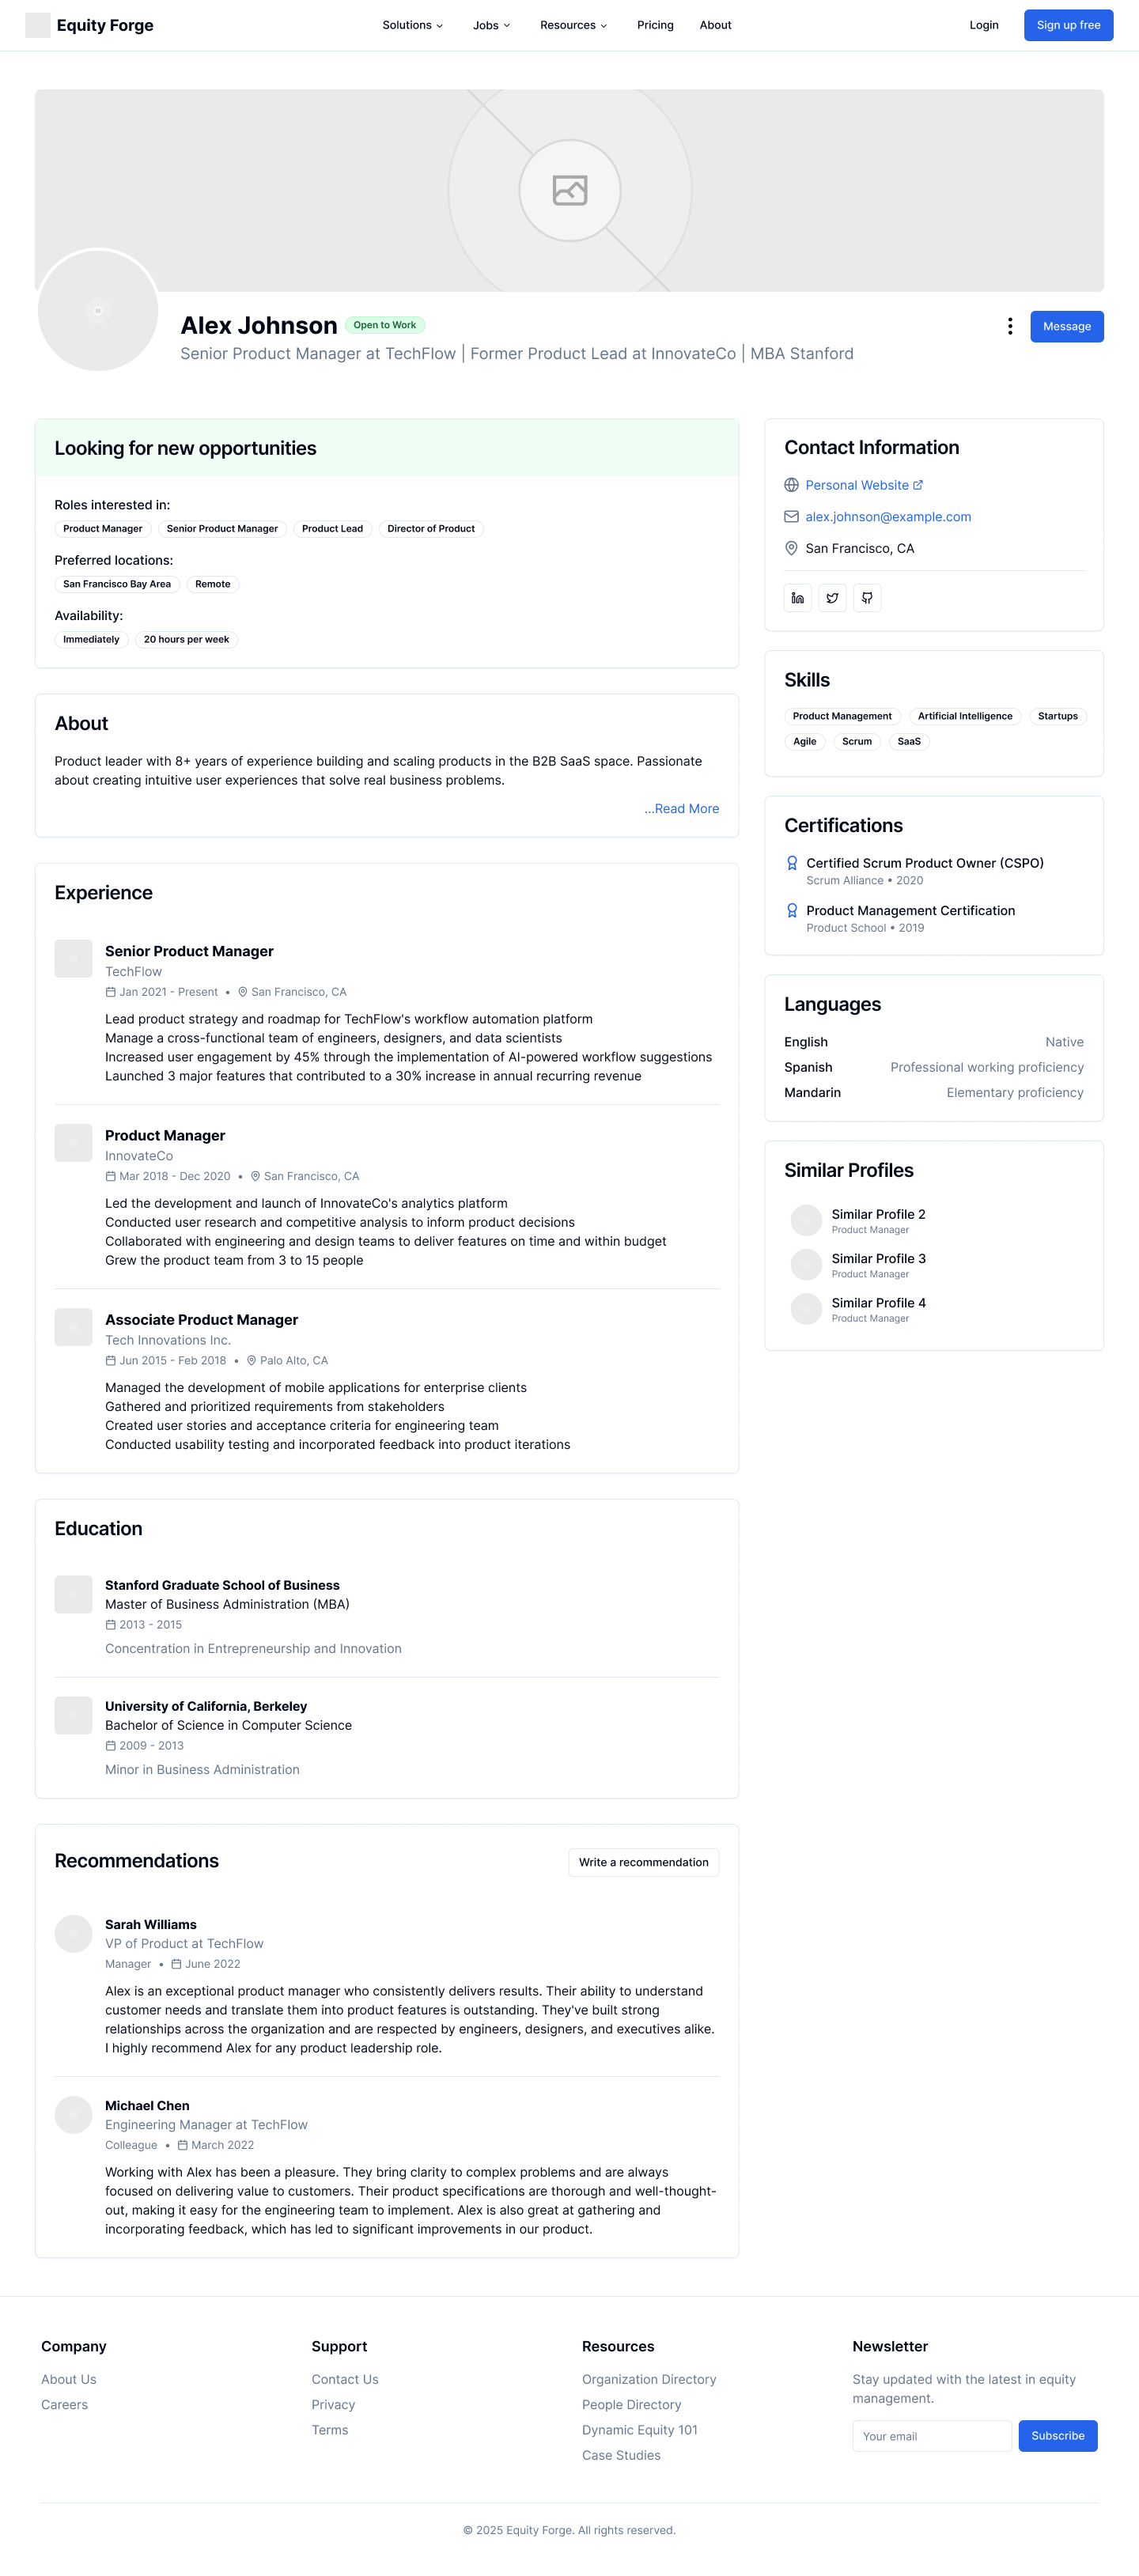 Equity Forge
Solutions
Jobs
Resources
Pricing
About
Login
Sign up free
Alex Johnson
Open to Work
Senior Product Manager at TechFlow | Former Product Lead at InnovateCo | MBA Stanford
Message
Looking for new opportunities
Roles interested in:
Product Manager
Senior Product Manager
Product Lead
Director of Product
Preferred locations:
San Francisco Bay Area
Remote
Availability:
Immediately
20 hours per week
About
Product leader with 8+ years of experience building and scaling products in the B2B SaaS space. Passionate
about creating intuitive user experiences that solve real business problems.
...Read More
Experience
Senior Product Manager
TechFlow
Jan 2021 - Present • San Francisco, CA
Lead product strategy and roadmap for TechFlow's workflow automation platform
Manage a cross-functional team of engineers, designers, and data scientists
Increased user engagement by 45% through the implementation of AI-powered workflow suggestions
Launched 3 major features that contributed to a 30% increase in annual recurring revenue
Product Manager
InnovateCo
Mar 2018 - Dec 2020 • San Francisco, CA
Led the development and launch of InnovateCo's analytics platform
Conducted user research and competitive analysis to inform product decisions
Collaborated with engineering and design teams to deliver features on time and within budget
Grew the product team from 3 to 15 people
Associate Product Manager
Tech Innovations Inc.
Jun 2015 - Feb 2018 • Palo Alto, CA
Managed the development of mobile applications for enterprise clients
Gathered and prioritized requirements from stakeholders
Created user stories and acceptance criteria for engineering team
Conducted usability testing and incorporated feedback into product iterations
Education
Stanford Graduate School of Business
Master of Business Administration (MBA)
2013 - 2015
Concentration in Entrepreneurship and Innovation
University of California, Berkeley
Bachelor of Science in Computer Science
2009 - 2013
Minor in Business Administration
Recommendations
Write a recommendation
Sarah Williams
VP of Product at TechFlow
Manager • June 2022
Alex is an exceptional product manager who consistently delivers results. Their ability to understand
customer needs and translate them into product features is outstanding. They've built strong
relationships across the organization and are respected by engineers, designers, and executives alike.
I highly recommend Alex for any product leadership role.
Michael Chen
Engineering Manager at TechFlow
Colleague • March 2022
Working with Alex has been a pleasure. They bring clarity to complex problems and are always
focused on delivering value to customers. Their product specifications are thorough and well-thought-
out, making it easy for the engineering team to implement. Alex is also great at gathering and
incorporating feedback, which has led to significant improvements in our product.
Contact Information
Personal Website
alex.johnson@example.com
San Francisco, CA
Skills
Product Management
Artificial Intelligence
Startups
Agile
Scrum
SaaS
Certifications
Certified Scrum Product Owner (CSPO)
Scrum Alliance • 2020
Product Management Certification
Product School • 2019
Languages
English Native
Spanish Professional working proficiency
Mandarin Elementary proficiency
Similar Profiles
Similar Profile 2
Product Manager
Similar Profile 3
Product Manager
Similar Profile 4
Product Manager
Company
About Us
Careers
Support
Contact Us
Privacy
Terms
Resources
Organization Directory
People Directory
Dynamic Equity 101
Case Studies
Newsletter
Stay updated with the latest in equity
management.
Your email
Subscribe
© 2025 Equity Forge. All rights reserved.